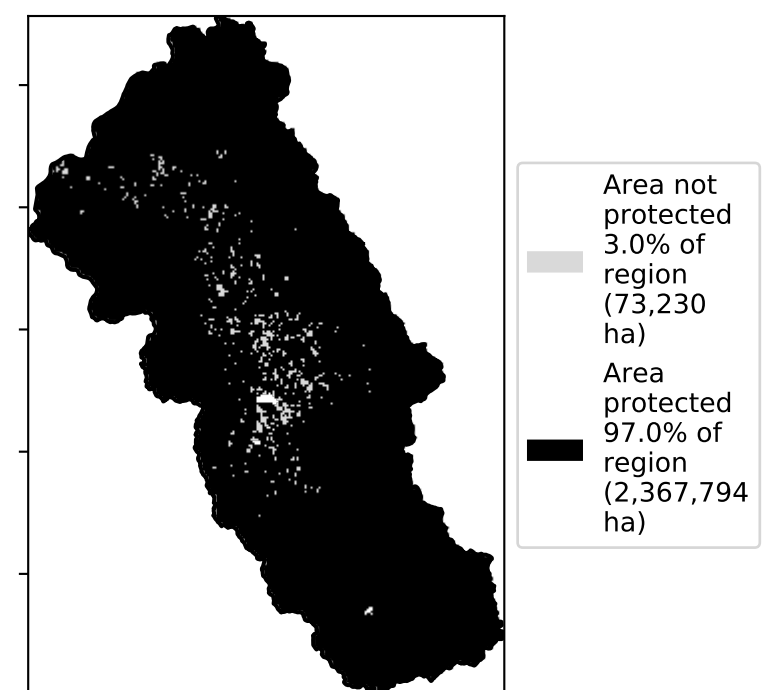 Area not
protected
3.0% of
region
(73,230
ha)
Area
protected
97.0% of
region
(2,367,794
ha)